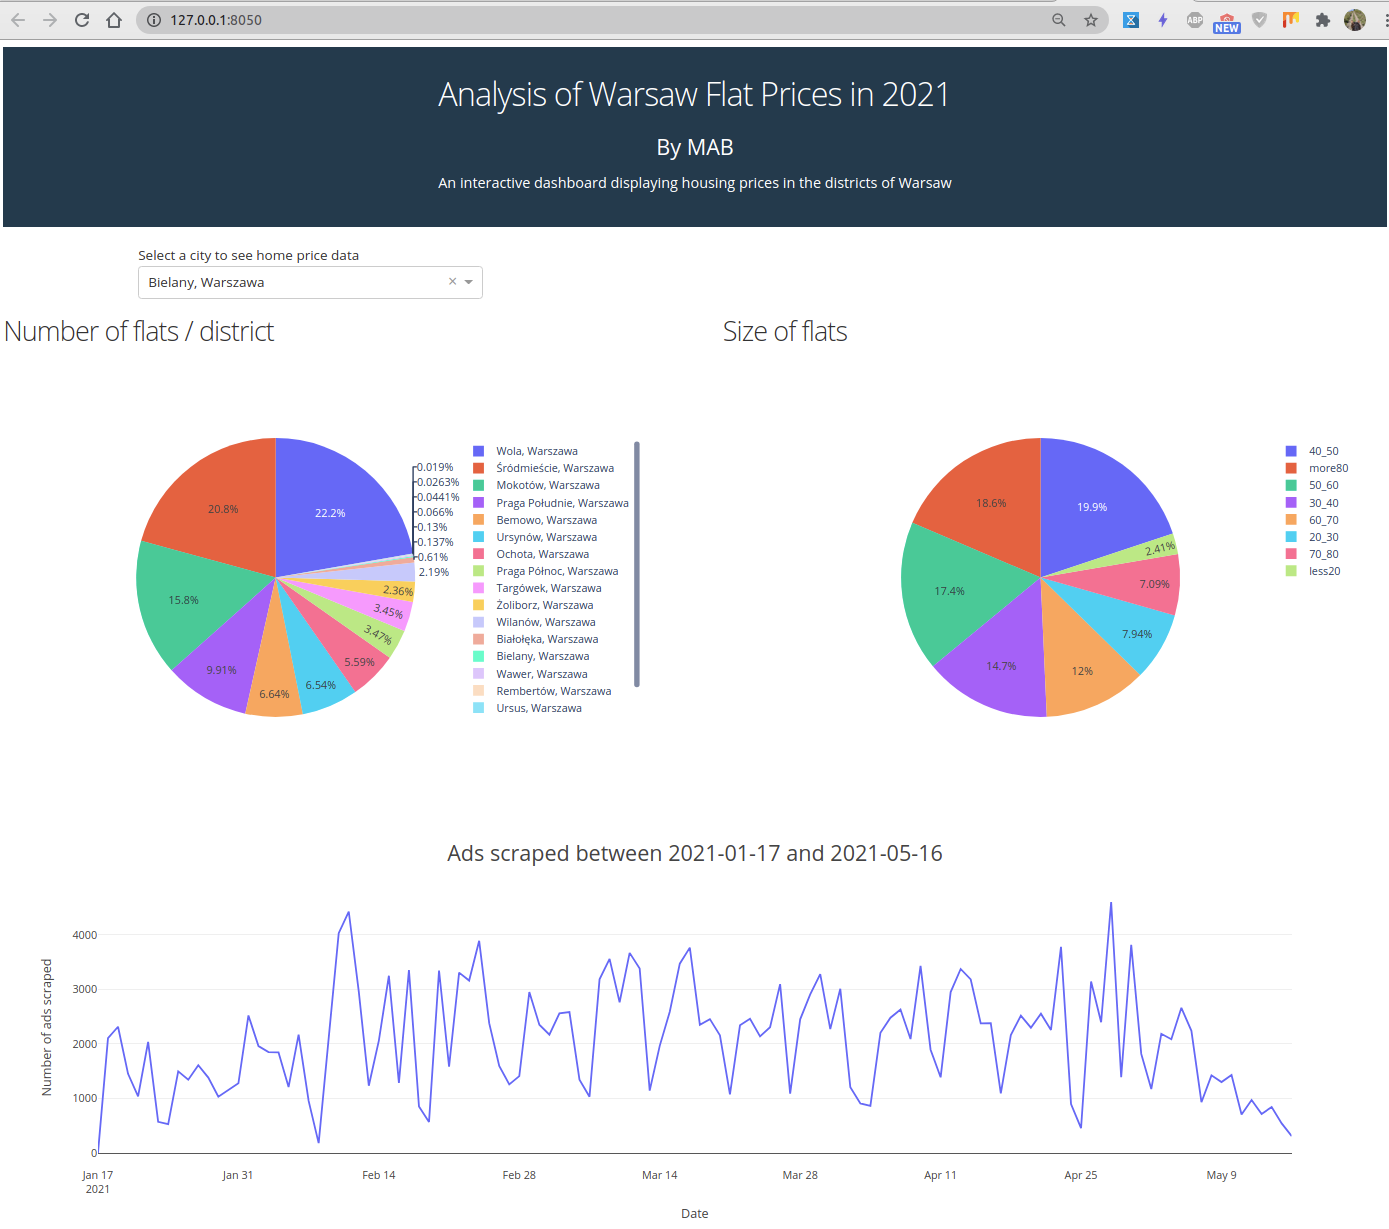 127.0.0.1:8050
ABP
NEW
Analysis of Warsaw Flat Prices in 2021
By MAB
An interactive dashboard displaying housing prices in the districts of Warsaw
Select a city to see home price data
Bielany, Warszawa
Number of flats / district
Size of flats
22.2%
20.8%
15.8%
9.91%
6.64%
6.54%
5.59%
3.47%
3.45%
2.36%
2.19%
0.61%
0.137%
0.13%
0.066%
0.0441%
0.0263%
0.019%
Wola, Warszawa
Śródmieście, Warszawa
Mokotów, Warszawa
Praga Południe, Warszawa
Bemowo, Warszawa
Ursynów, Warszawa
Ochota, Warszawa
Praga Północ, Warszawa
Targówek, Warszawa
Żoliborz, Warszawa
Wilanów, Warszawa
Białołęka, Warszawa
Bielany, Warszawa
Wawer, Warszawa
Rembertów, Warszawa
Ursus, Warszawa
19.9%
18.6%
17.4%
14.7%
12%
7.94%
7.09%
2.41%
40_50
more80
50_60
30_40
60_70
20_30
70_80
less20
Ads scraped between 2021-01-17 and 2021-05-16
Number of ads scraped
4000
3000
2000
1000
0
Jan 17
2021
Jan 31
Feb 14
Feb 28
Mar 14
Mar 28
Apr 11
Apr 25
May 9
Date